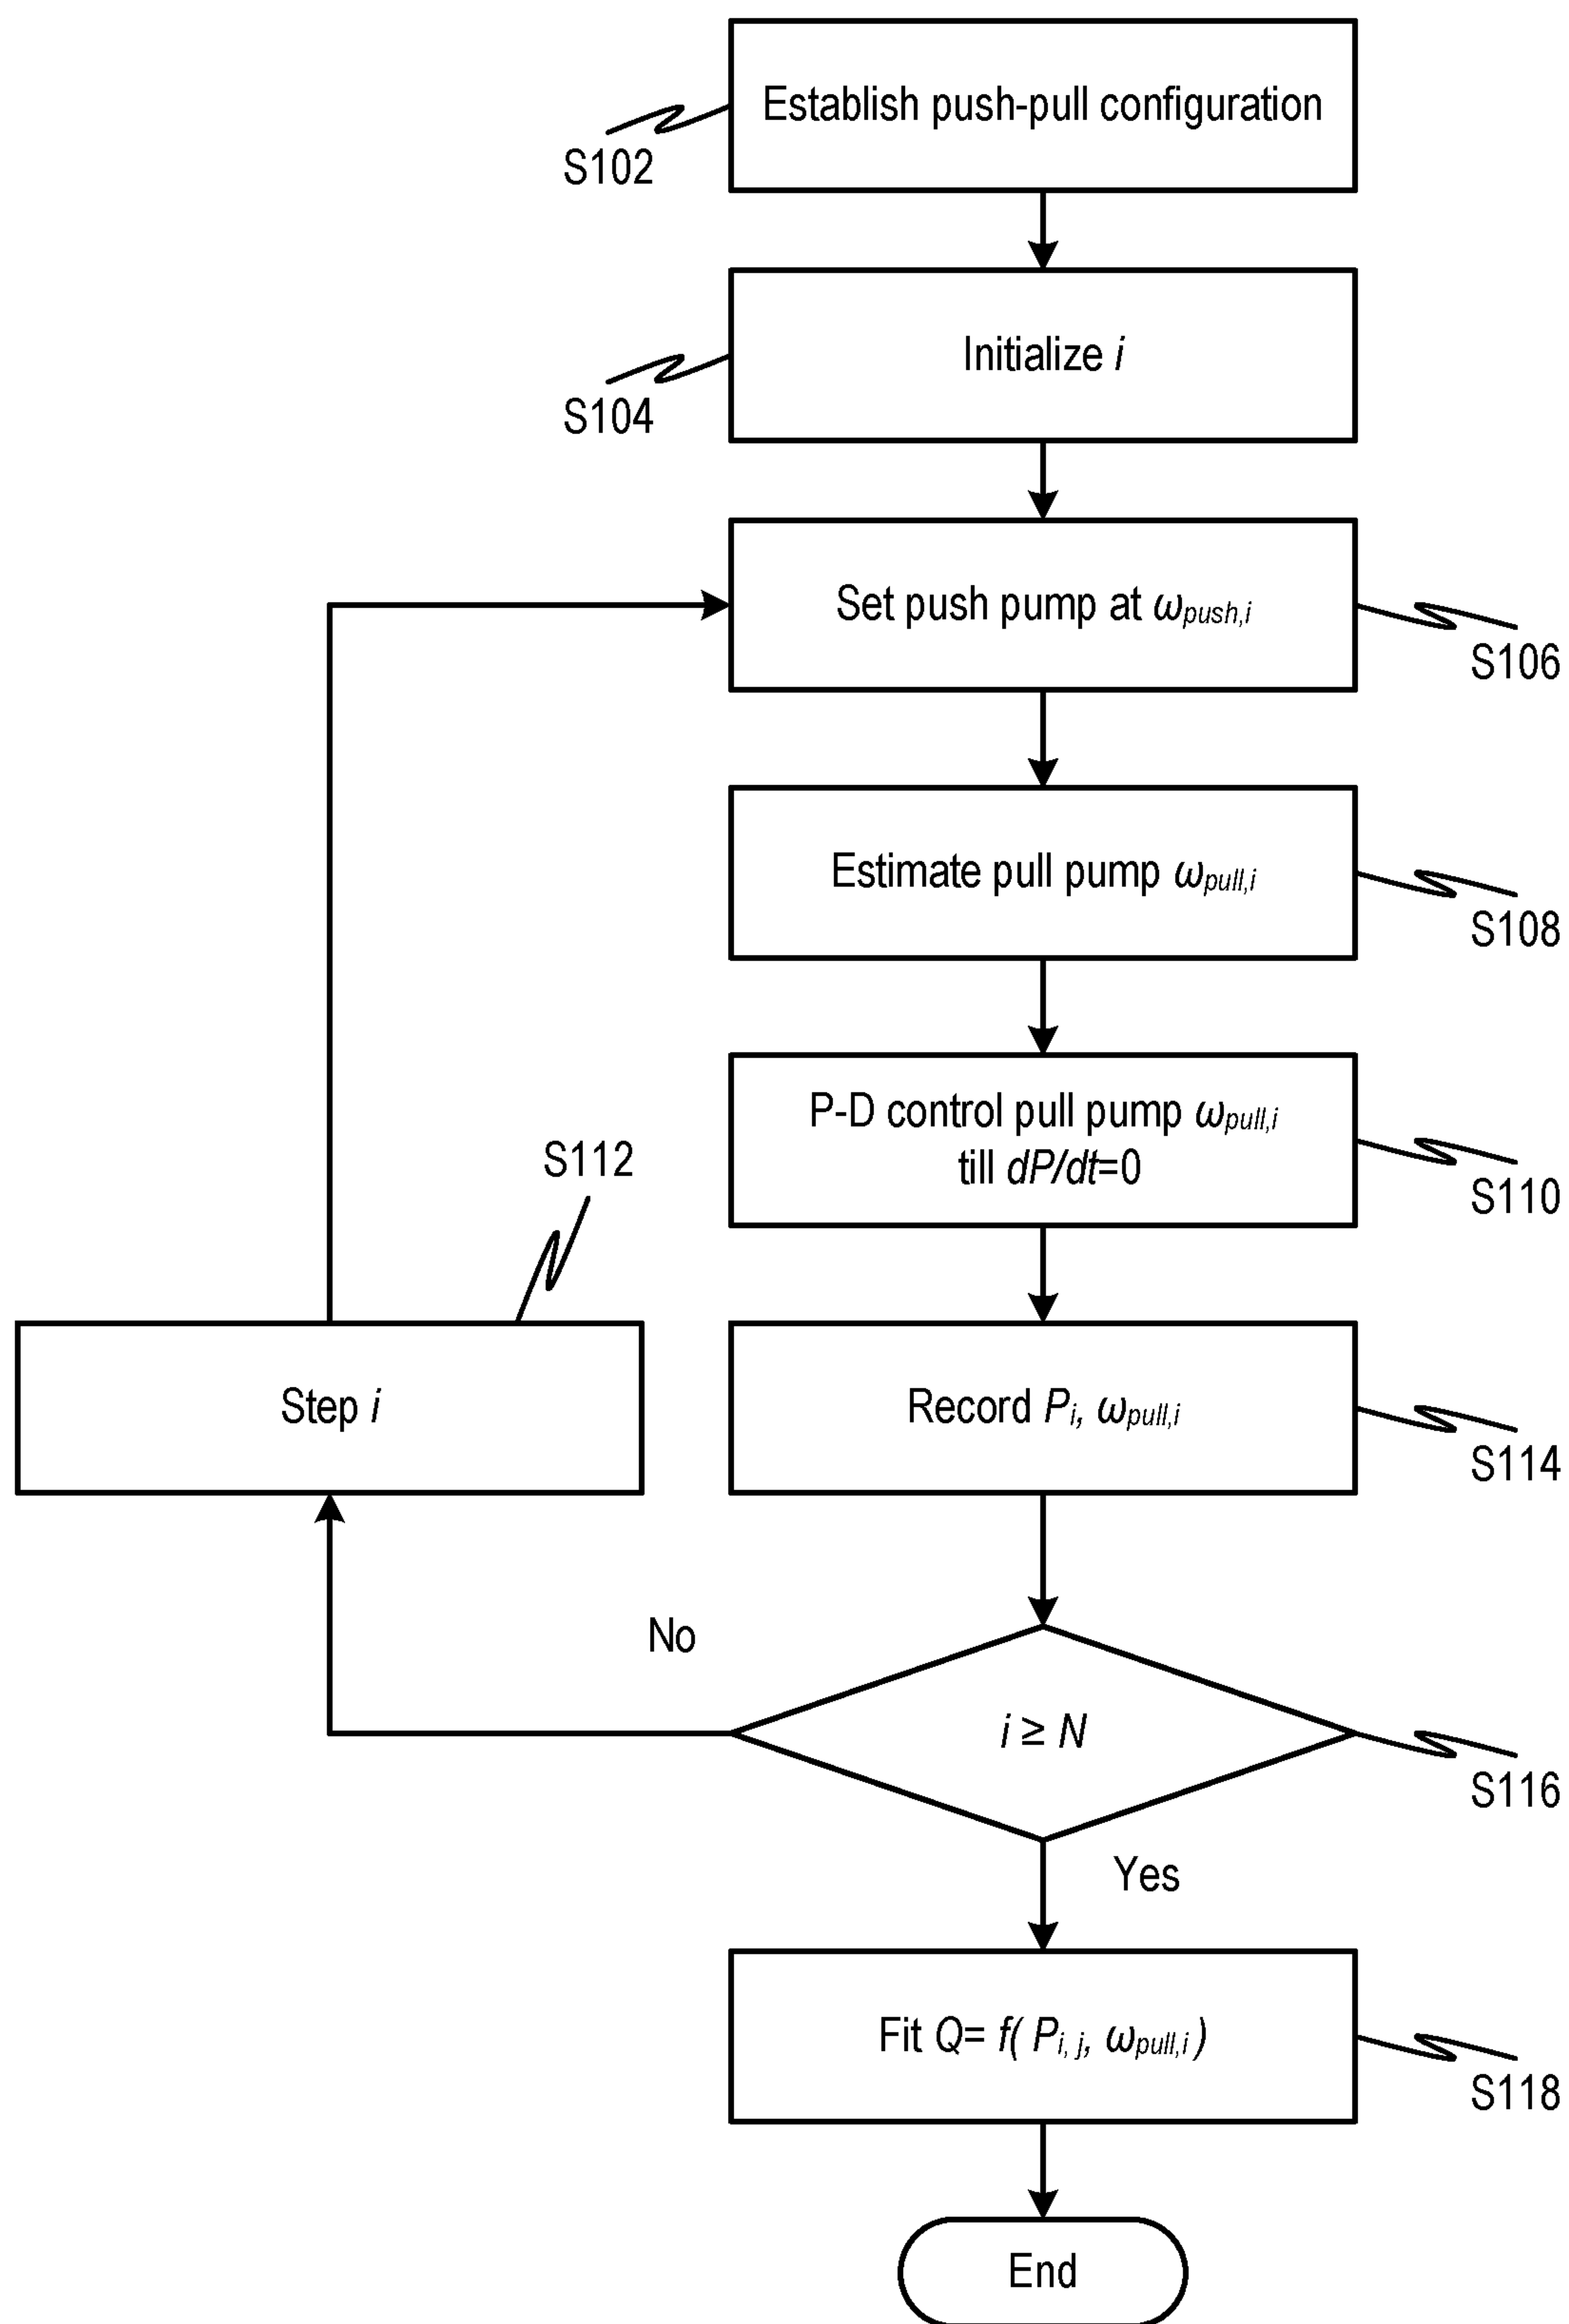 Establish push-pull configuration
S102
Initialize i
S104
Set push pump at ωpush,i
S106
Estimate pull pump ωpull,i
S108
P-D control pull pump ωpull,i
till dP/dt=0
S110
S112
Step i
Record Pi, ωpull,i
S114
No
i ≥ N
S116
Yes
Fit Q= f( Pi, j, ωpull,i )
S118
End